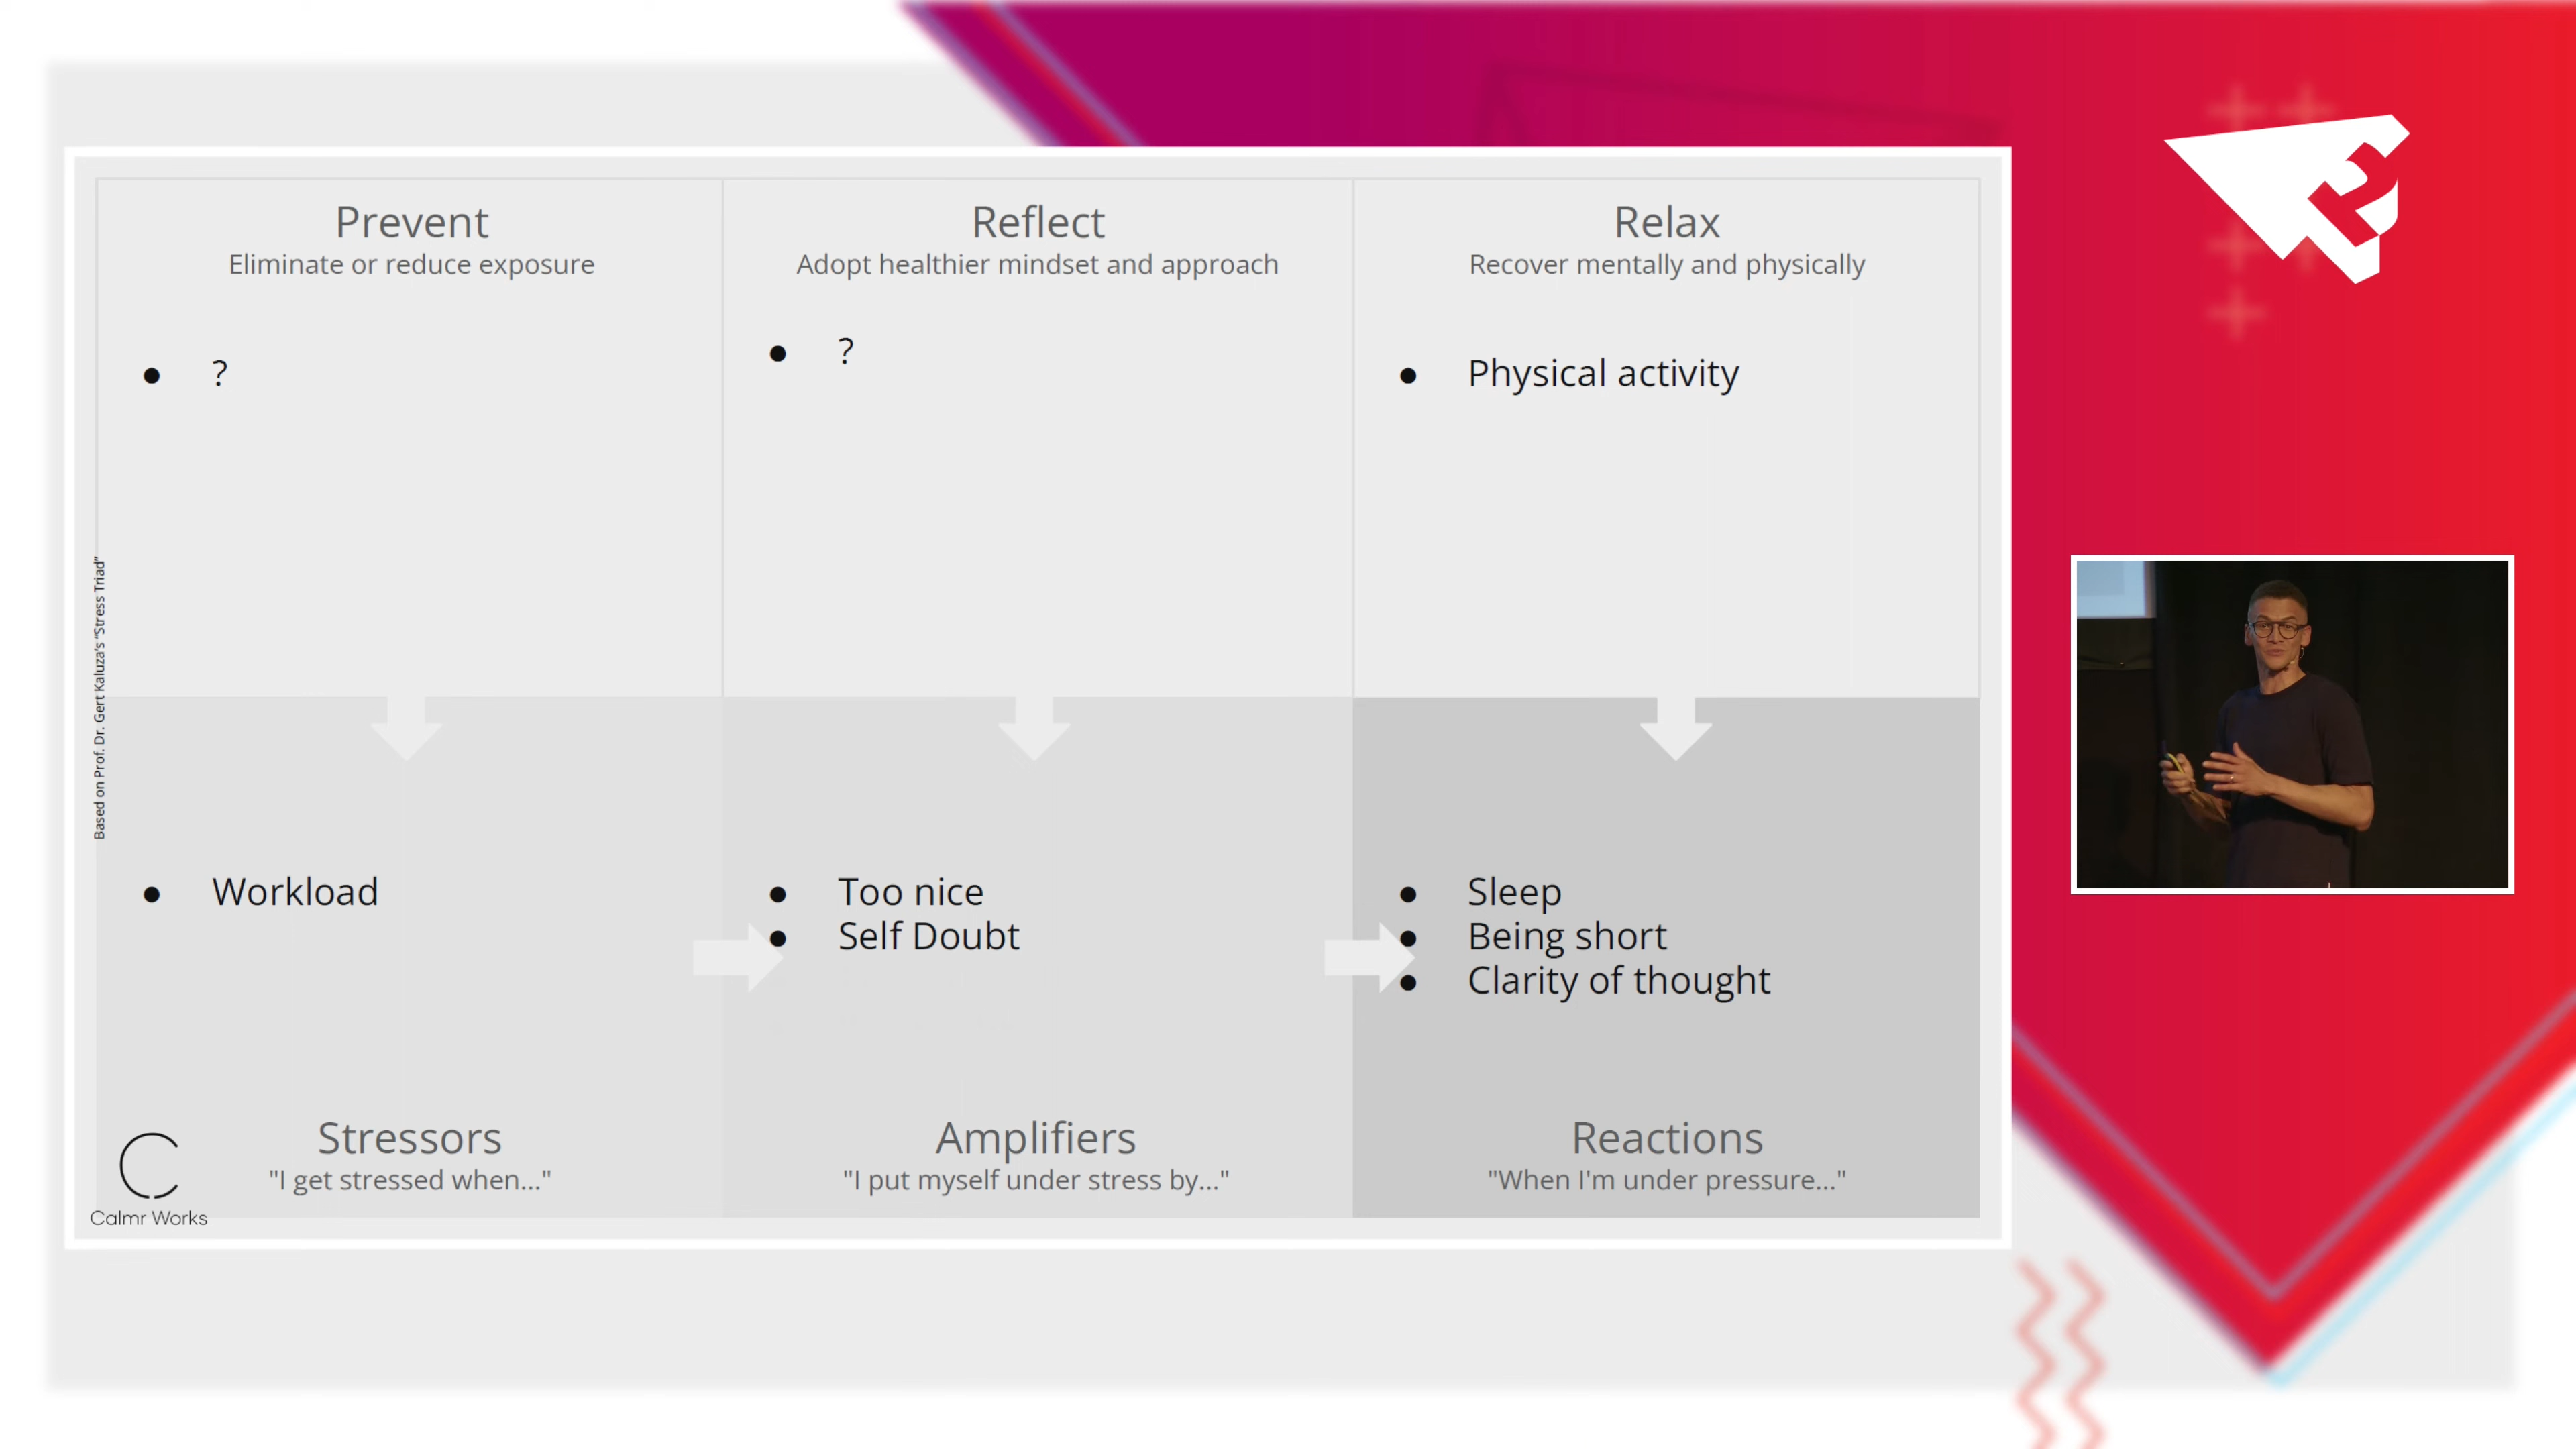 Prevent
Eliminate or reduce exposure
● ?
Reflect
Adopt healthier mindset and approach
● ?
Relax
Recover mentally and physically
● Physical activity
Based on Prof. Dr. Gert Kaluza's "Stress Triad"
● Workload
Stressors
"I get stressed when..."
● Too nice
● Self Doubt
Amplifiers
"I put myself under stress by..."
● Sleep
● Being short
● Clarity of thought
Reactions
"When I'm under pressure..."
Calmr Works